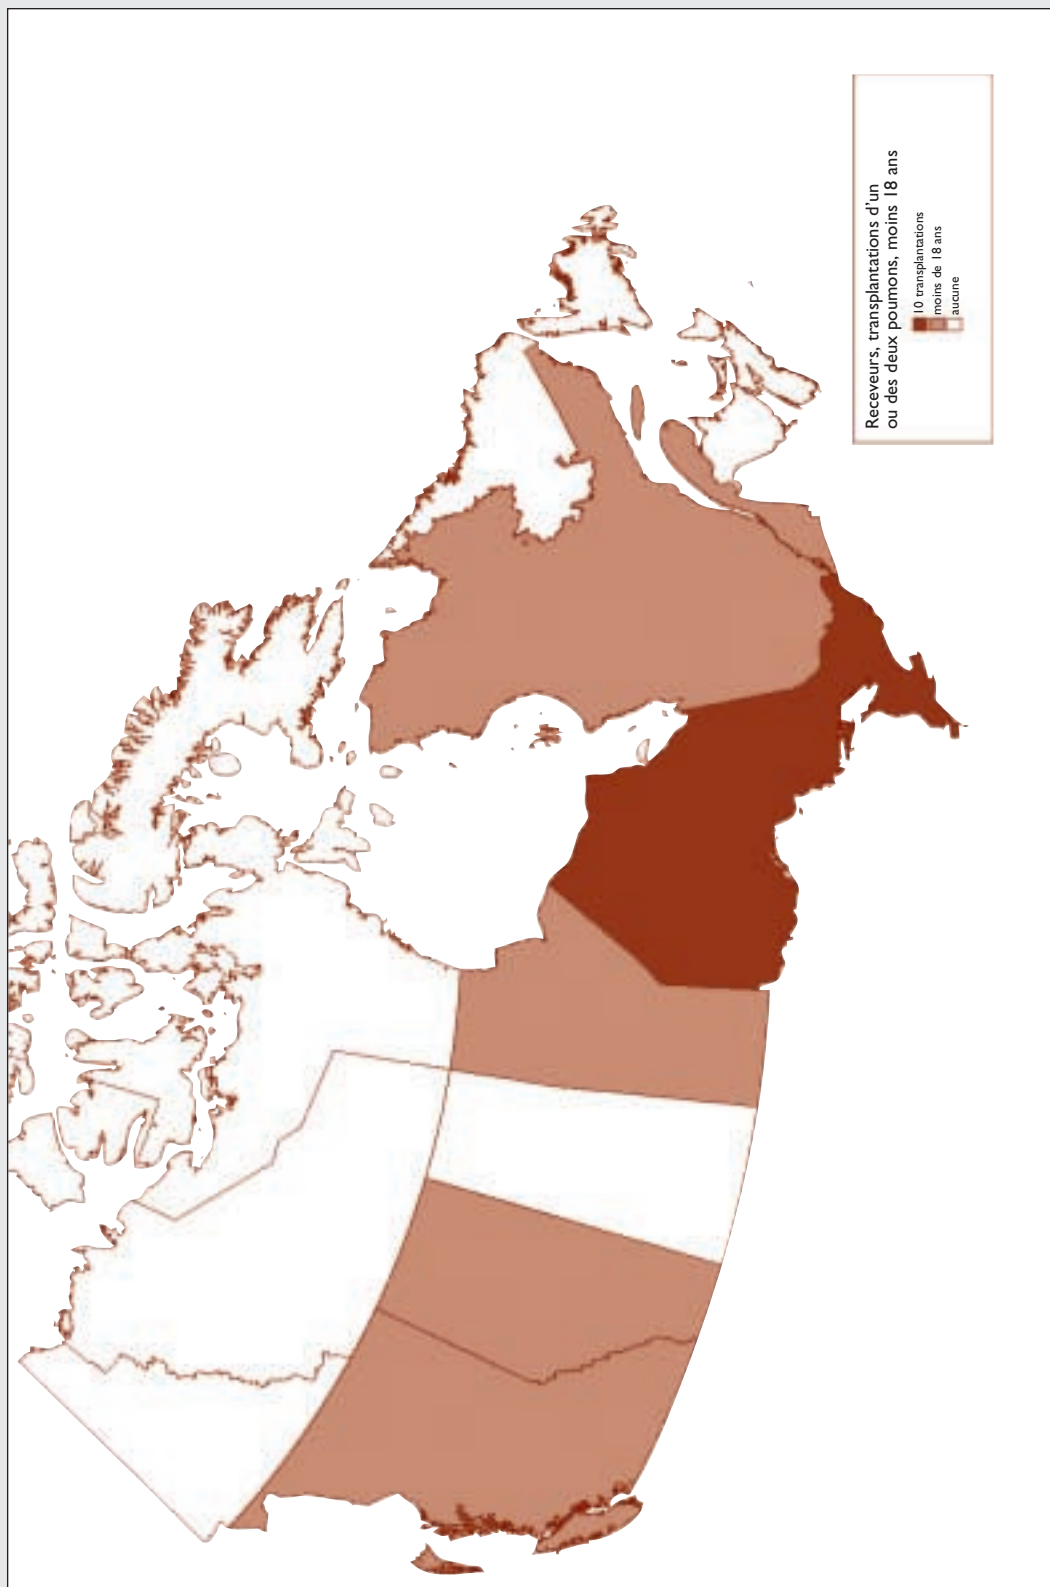 Receveurs, transplantations d'un
ou des deux poumons, moins 18 ans
10 transplantations
moins de 18 ans
aucune